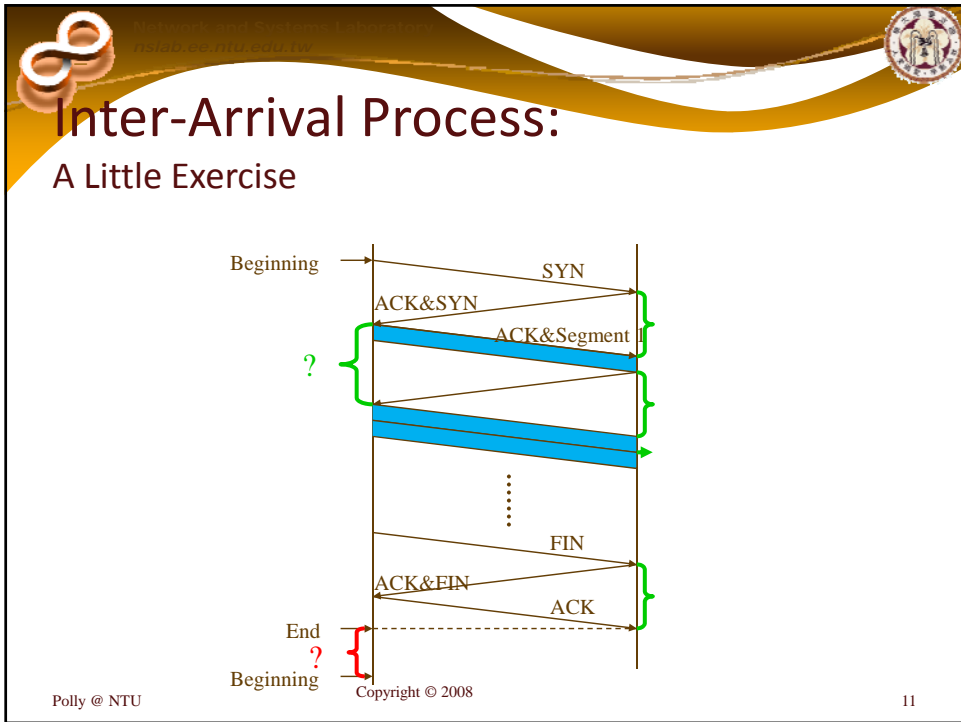 Network and Systems Laboratory
nslab.ee.ntu.edu.tw
Inter-Arrival Process:
A Little Exercise
Beginning
SYN
ACK&SYN
ACK&Segment 1
?
FIN
ACK&FIN
ACK
End
?
Beginning
Polly @ NTU
Copyright © 2008
11